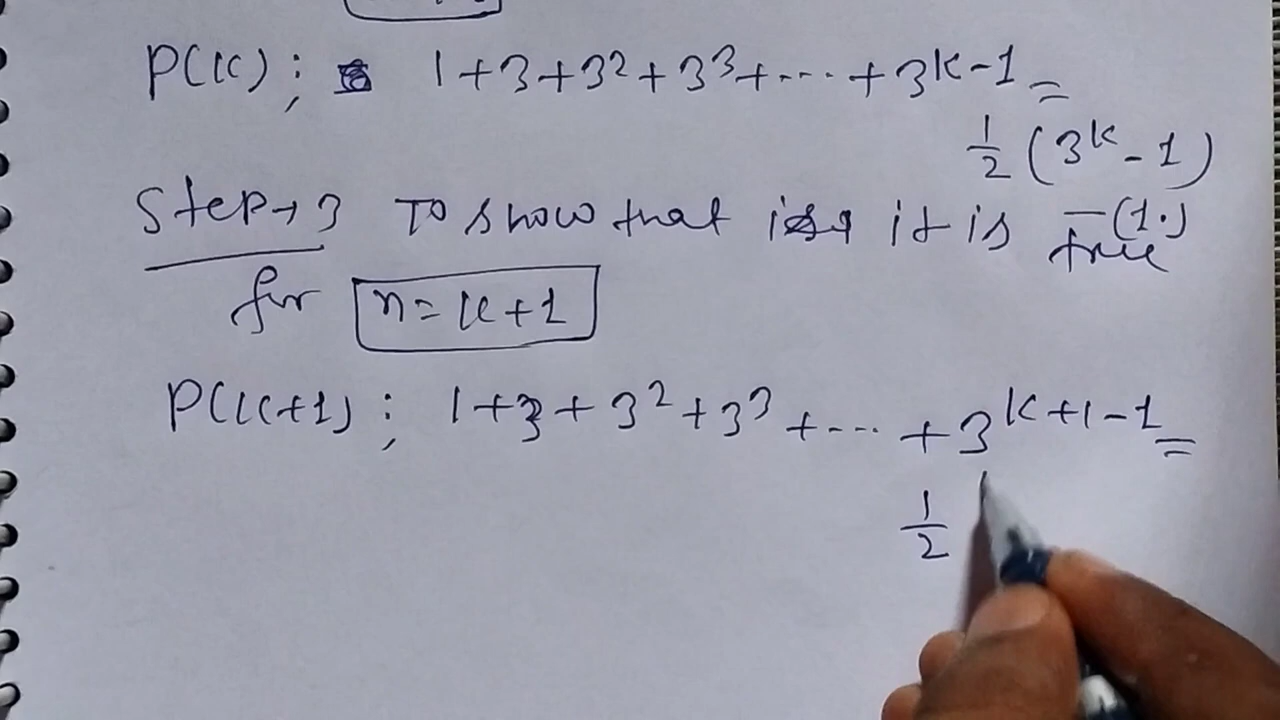 P(k) ; 1+3+3²+3³+---+3^k-1 =
½ (3^k-1)
—(1.)
Step→3 To show that it is true
for n=k+1
P(k+1) ; 1+3+3²+3³+--- +3^k+1-1 =
½